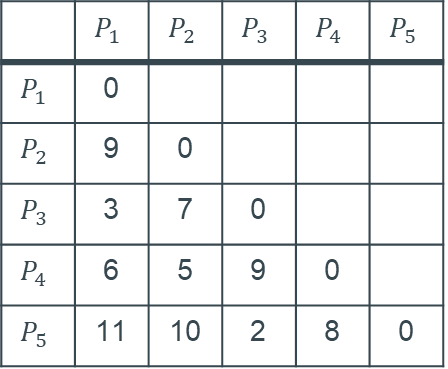 P₁ P₂ P₃ P₄ P₅
P₁ 0
P₂ 9 0
P₃ 3 7 0
P₄ 6 5 9 0
P₅ 11 10 2 8 0